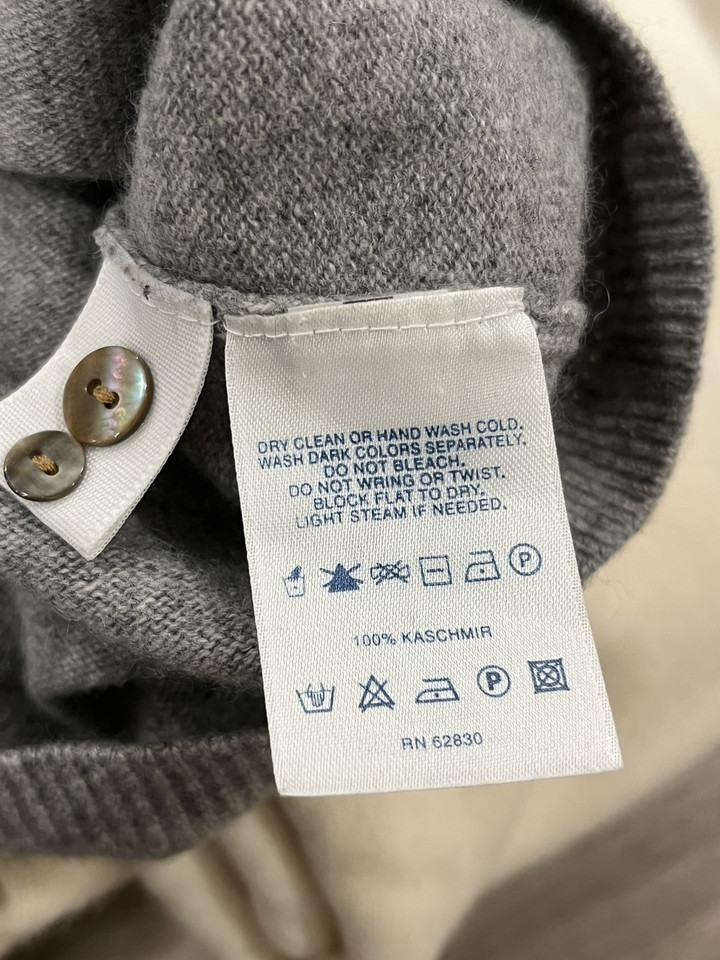 DRY CLEAN OR HAND WASH COLD.
WASH DARK COLORS SEPARATELY.
DO NOT BLEACH.
DO NOT WRING OR TWIST.
BLOCK FLAT TO DRY.
LIGHT STEAM IF NEEDED.
P
100% KASCHMIR
P
RN 62830